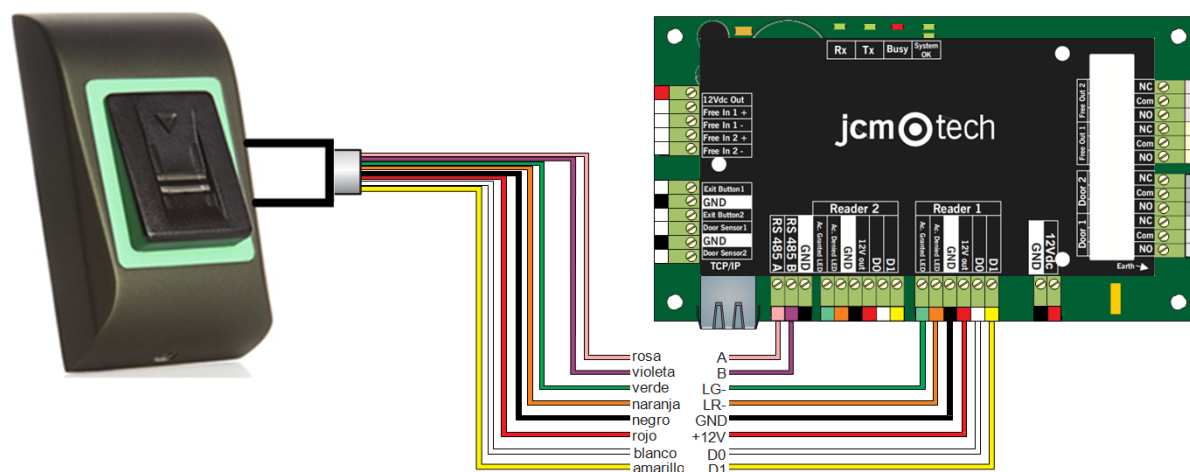 Rx Tx Busy System OK
jcm tech
12Vdc Out
Free In 1 +
Free In 1 -
Free In 2 +
Free In 2 -
Exit Button1
GND
Exit Button2
Door Sensor1
GND
Door Sensor2
TCP/IP
RS 485 A
RS 485 B
GND
Reader 2
Ac. Granted LED
Ac. Denied LED
GND
12V out
D0
D1
Reader 1
Ac. Granted LED
Ac. Denied LED
GND
12V out
D0
D1
GND
12Vdc
Free Out 2
NC
Com
NO
Free Out 1
NC
Com
NO
Door 2
NC
Com
NO
Door 1
NC
Com
NO
Earth
rosa A
violeta B
verde LG-
naranja LR-
negro GND
rojo +12V
blanco D0
amarillo D1